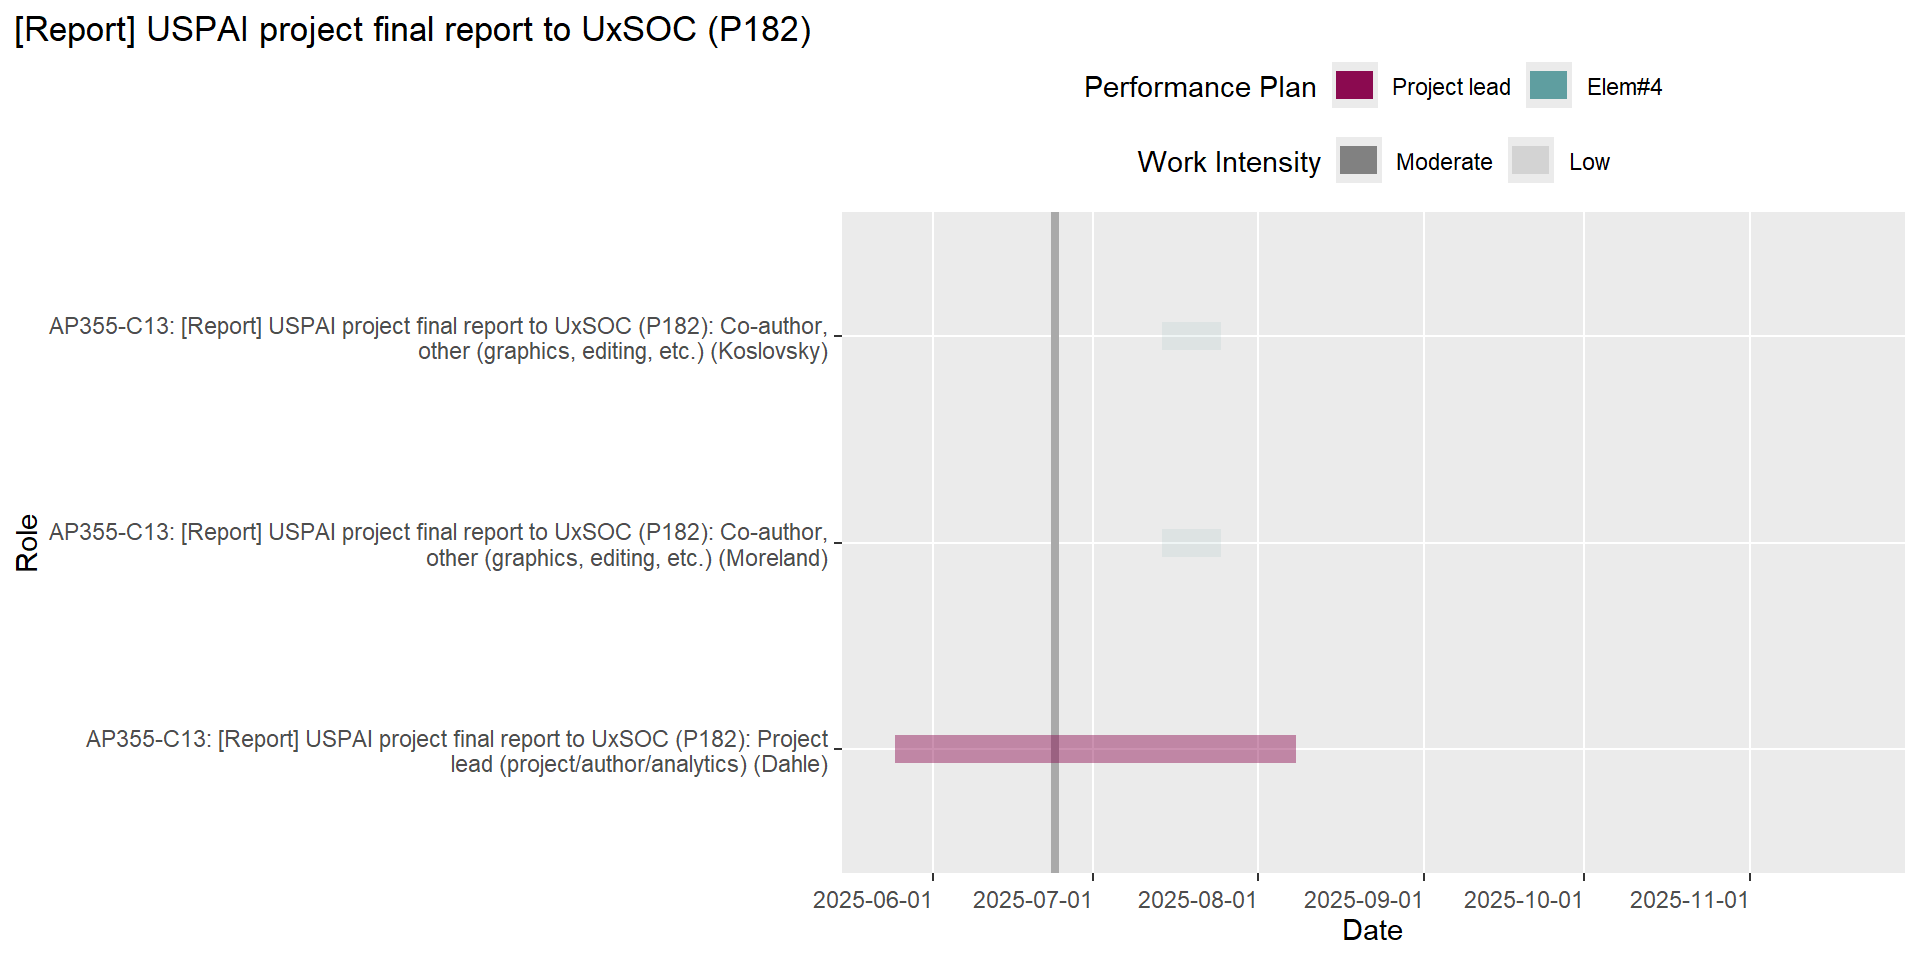 [Report] USPAI project final report to UxSOC (P182)
Performance Plan Project lead Elem#4
Work Intensity Moderate Low
AP355-C13: [Report] USPAI project final report to UxSOC (P182): Co-author,
other (graphics, editing, etc.) (Koslovsky)
AP355-C13: [Report] USPAI project final report to UxSOC (P182): Co-author,
other (graphics, editing, etc.) (Moreland)
AP355-C13: [Report] USPAI project final report to UxSOC (P182): Project
lead (project/author/analytics) (Dahle)
Role
2025-06-01 2025-07-01 2025-08-01 2025-09-01 2025-10-01 2025-11-01
Date